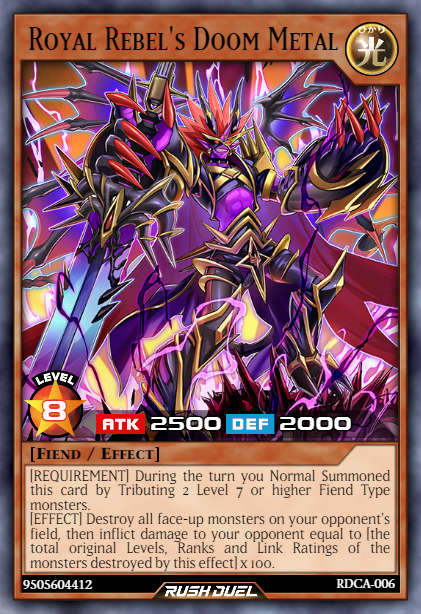 Royal Rebel's Doom Metal
ひかり
光
LEVEL
8
ATK 2500 DEF 2000
[Fiend / Effect]
[REQUIREMENT] During the turn you Normal Summoned
this card by Tributing 2 Level 7 or higher Fiend Type
monsters.
[EFFECT] Destroy all face-up monsters on your opponent's
field, then inflict damage to your opponent equal to [the
total original Levels, Ranks and Link Ratings of the
monsters destroyed by this effect] x 100.
9505604412
RUSH DUEL
RDCA-006